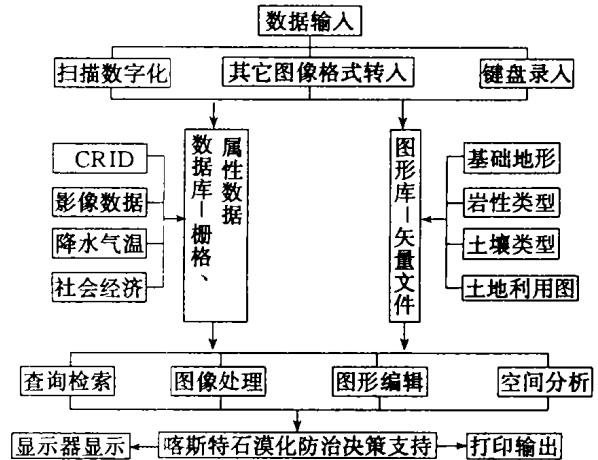 数据输入
扫描数字化
其它图像格式转入
键盘录入
CRID
影像数据
降水气温
社会经济
数据库—栅格、
属性数据
图形库—矢量文件
基础地形
岩性类型
土壤类型
土地利用图
查询检索
图像处理
图形编辑
空间分析
显示器显示
喀斯特石漠化防治决策支持
打印输出